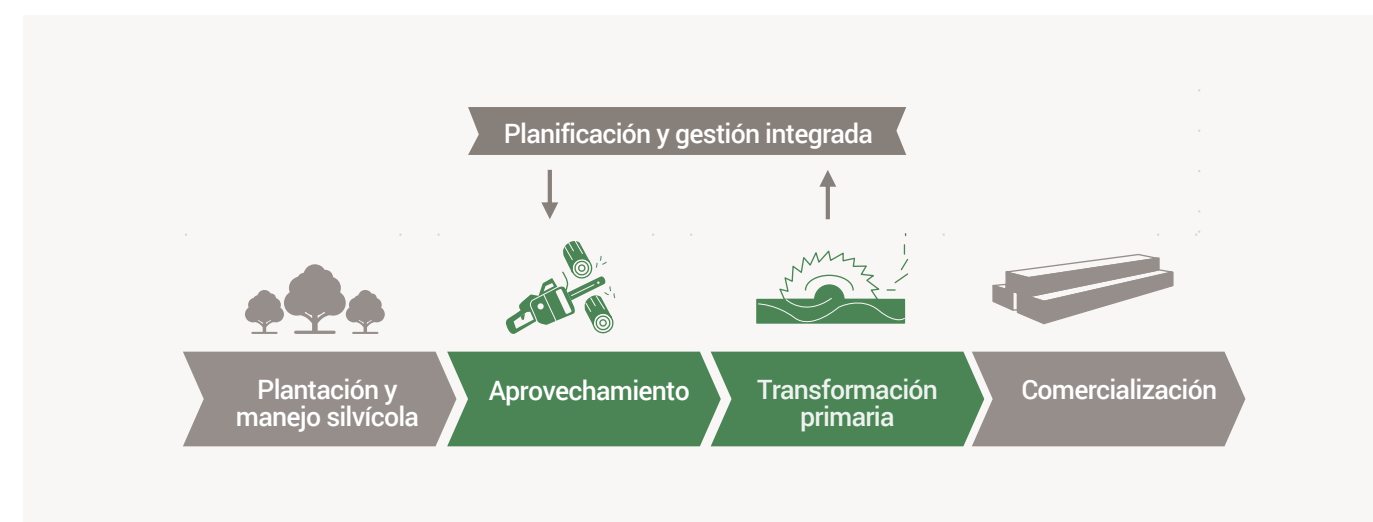 Planificación y gestión integrada
Plantación y
manejo silvícola
Aprovechamiento
Transformación
primaria
Comercialización